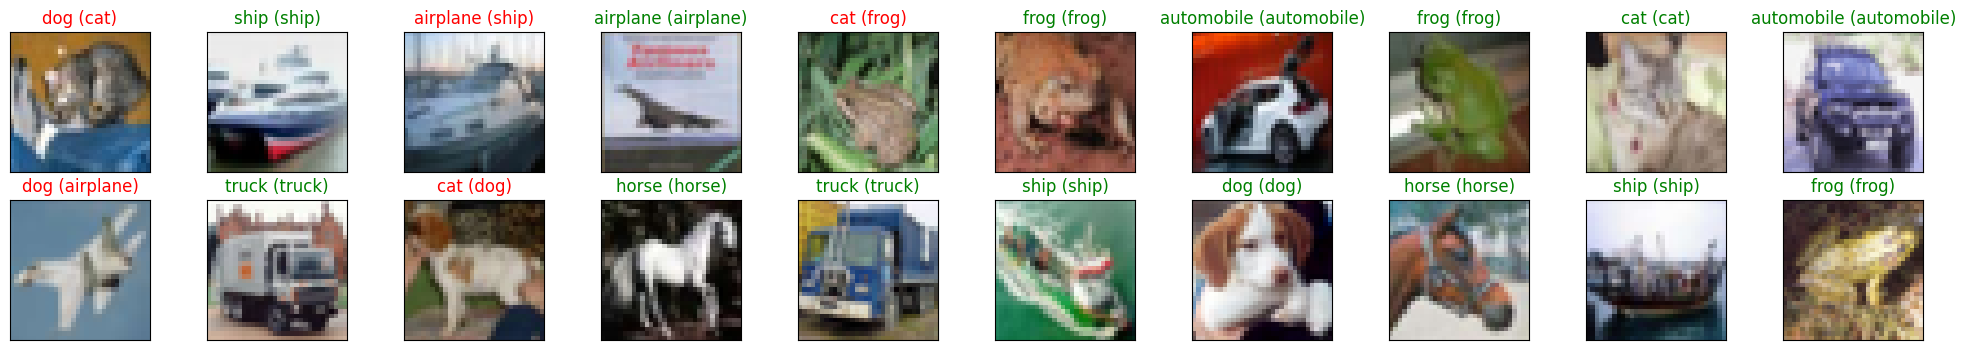 dog (cat)
ship (ship)
airplane (ship)
airplane (airplane)
cat (frog)
frog (frog)
automobile (automobile)
frog (frog)
cat (cat)
automobile (automobile)
dog (airplane)
truck (truck)
cat (dog)
horse (horse)
truck (truck)
ship (ship)
dog (dog)
horse (horse)
ship (ship)
frog (frog)